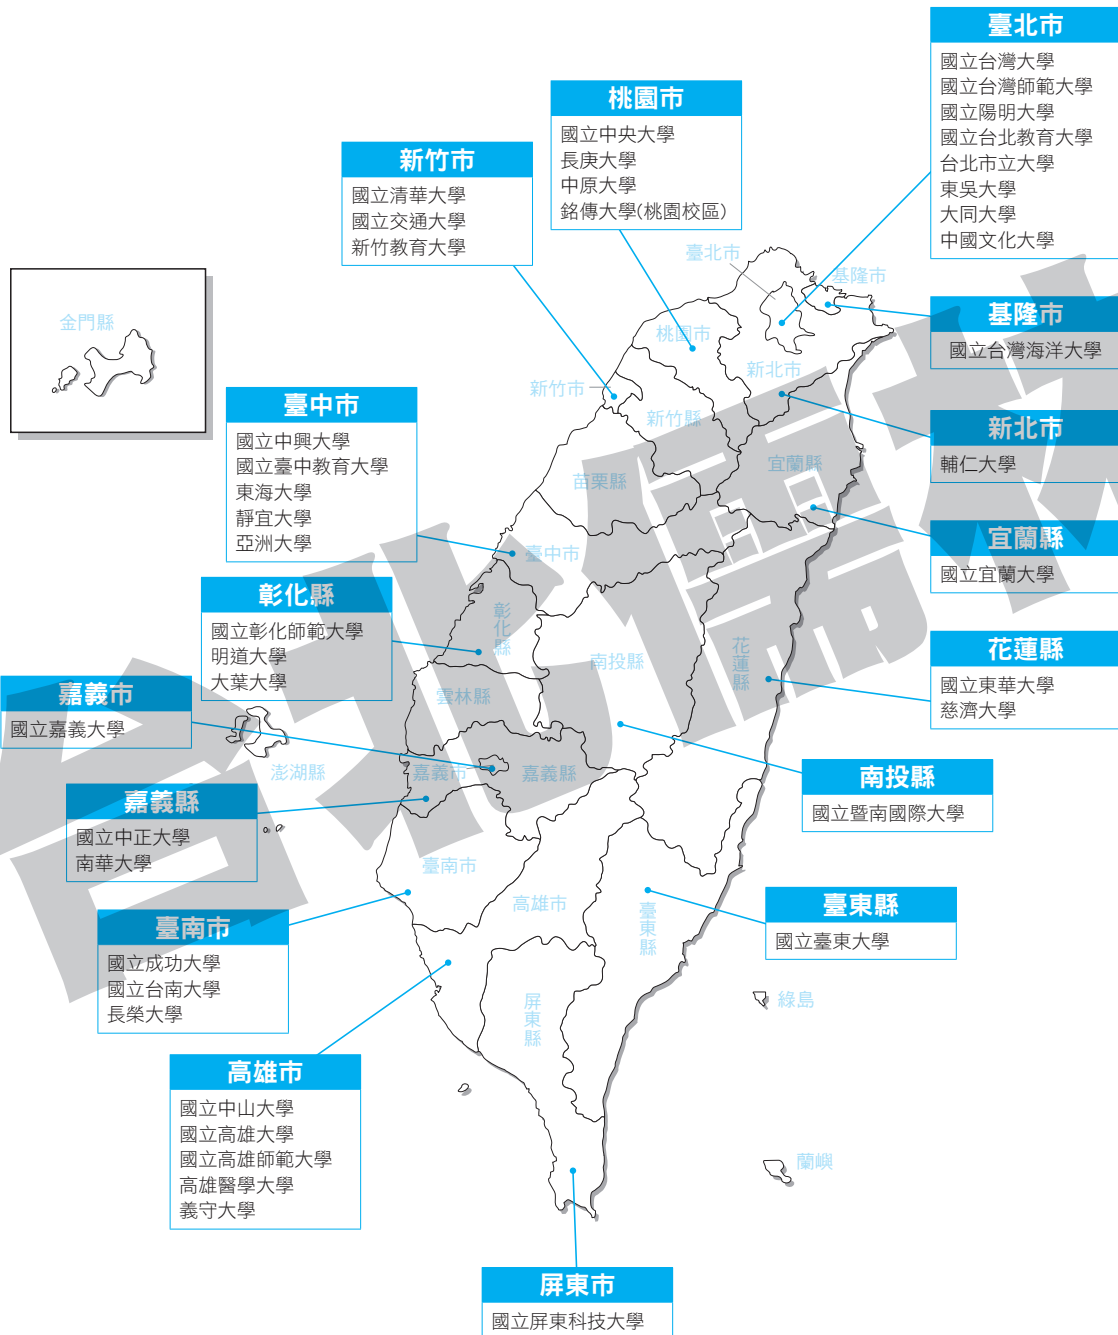 臺北市
國立台灣大學
國立台灣師範大學
國立陽明大學
國立台北教育大學
台北市立大學
東吳大學
大同大學
中國文化大學
桃園市
國立中央大學
長庚大學
中原大學
銘傳大學(桃園校區)
新竹市
國立清華大學
國立交通大學
新竹教育大學
臺北市
基隆市
桃園市
新北市
新竹市
新竹縣
宜蘭縣
苗栗縣
臺中市
彰化縣
南投縣
花蓮縣
雲林縣
嘉義市
嘉義縣
澎湖縣
臺南市
高雄市
臺東縣
屏東縣
綠島
蘭嶼
金門縣
基隆市
國立台灣海洋大學
新北市
輔仁大學
宜蘭縣
國立宜蘭大學
花蓮縣
國立東華大學
慈濟大學
臺中市
國立中興大學
國立臺中教育大學
東海大學
靜宜大學
亞洲大學
彰化縣
國立彰化師範大學
明道大學
大葉大學
嘉義市
國立嘉義大學
嘉義縣
國立中正大學
南華大學
南投縣
國立暨南國際大學
臺東縣
國立臺東大學
臺南市
國立成功大學
國立台南大學
長榮大學
高雄市
國立中山大學
國立高雄大學
國立高雄師範大學
高雄醫學大學
義守大學
屏東市
國立屏東科技大學
台北儒林